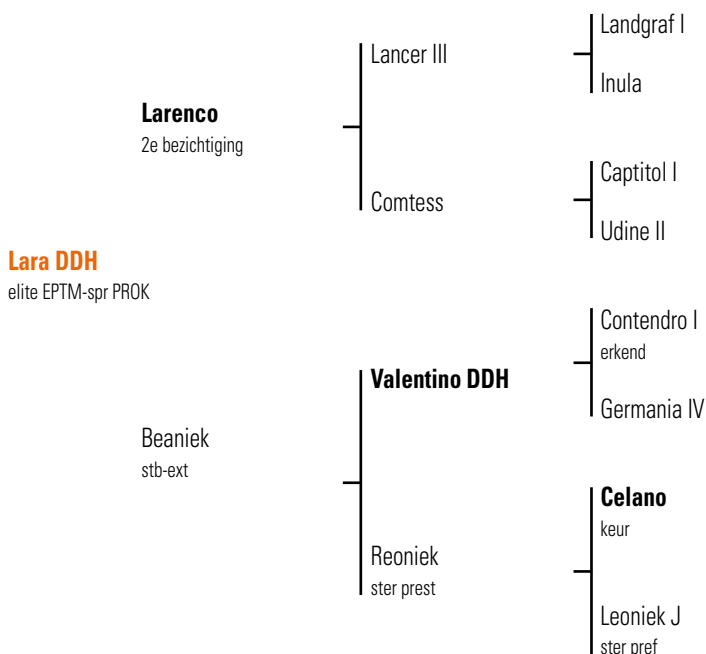 Landgraf I
Lancer III
Inula
Larenco
2e bezichtiging
Captitol I
Comtess
Udine II
Lara DDH
elite EPTM-spr PROK
Contendro I
erkend
Valentino DDH
Germania IV
Beaniek
stb-ext
Celano
keur
Reoniek
ster prest
Leoniek J
ster pref